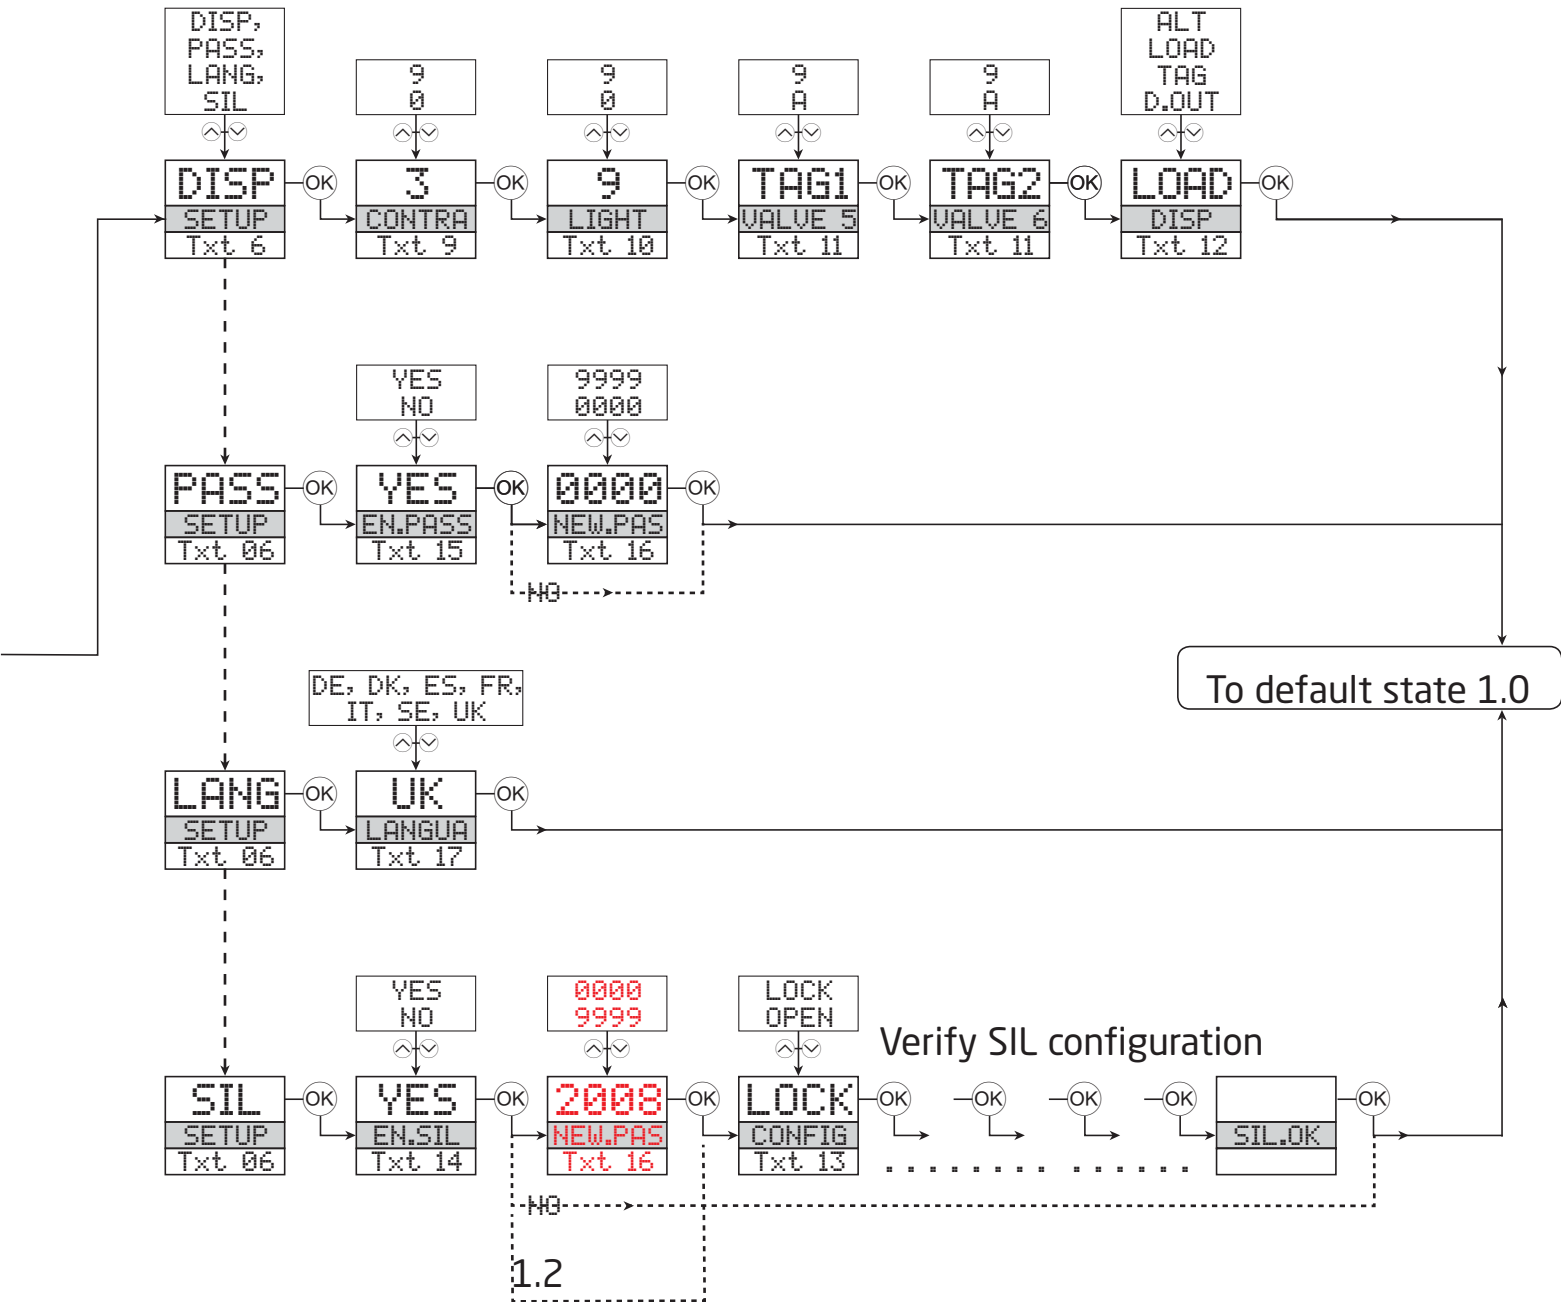 DISP,
PASS,
LANG,
SIL
9
0
9
0
9
A
9
A
ALT
LOAD
TAG
D.OUT
DISP
SETUP
Txt 6
OK
3
CONTRA
Txt 9
OK
9
LIGHT
Txt 10
OK
TAG1
VALVE 5
Txt 11
OK
TAG2
VALVE 6
Txt 11
OK
LOAD
DISP
Txt 12
OK
YES
NO
9999
0000
PASS
SETUP
Txt 06
OK
YES
EN.PASS
Txt 15
OK
0000
NEW.PAS
Txt 16
OK
NO
To default state 1.0
DE, DK, ES, FR,
IT, SE, UK
LANG
SETUP
Txt 06
OK
UK
LANGUA
Txt 17
OK
YES
NO
0000
9999
LOCK
OPEN
Verify SIL configuration
SIL
SETUP
Txt 06
OK
YES
EN.SIL
Txt 14
OK
2008
NEW.PAS
Txt 16
OK
LOCK
CONFIG
Txt 13
OK
OK
OK
OK
SIL.OK
OK
NO
1.2